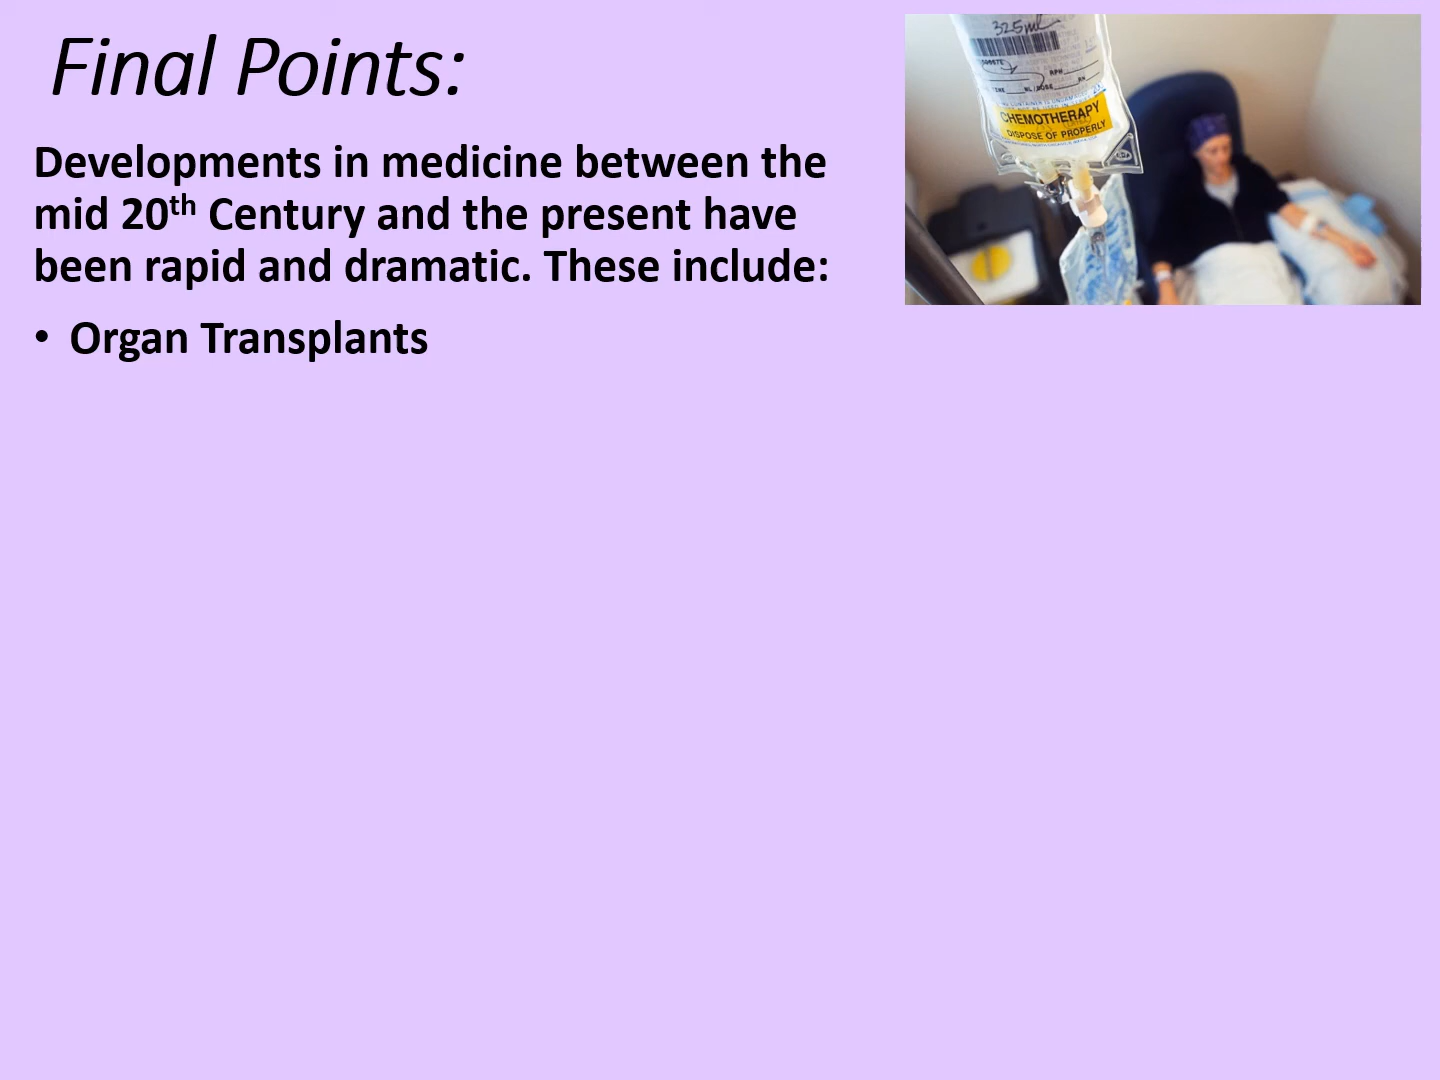 Final Points:
Developments in medicine between the
mid 20th Century and the present have
been rapid and dramatic. These include:
• Organ Transplants
325ml
CHEMOTHERAPY
DISPOSE OF PROPERLY